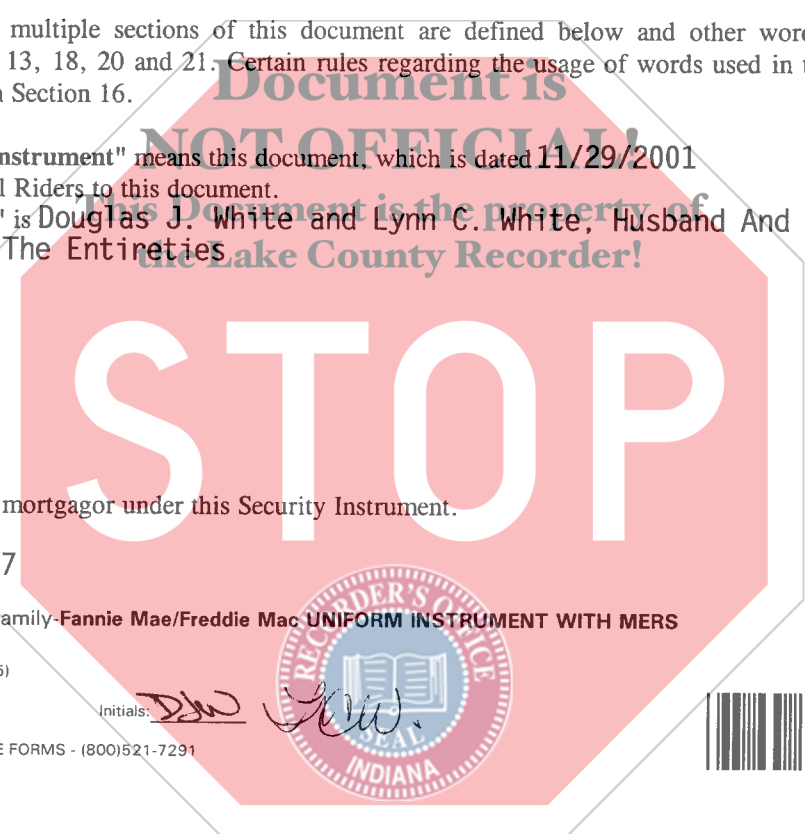 multiple sections of this document are defined below and other
13, 18, 20 and 21. Certain rules regarding the usage of words used in
Section 16.
Document is
NOT OFFICIAL!
Instrument" means this document, which is dated 11/29/2001
Riders to this document.
This Document is the property of
the Lake County Recorder!
is Douglas J. White and Lynn C. White, Husband And
The Entireties
STOP
mortgagor under this Security Instrument.
7
Family-Fannie Mae/Freddie Mac UNIFORM INSTRUMENT WITH MERS
Initials: DJW LCW.
FORMS - (800)521-7291
RECORDER'S OFFICE
SEAL
INDIANA